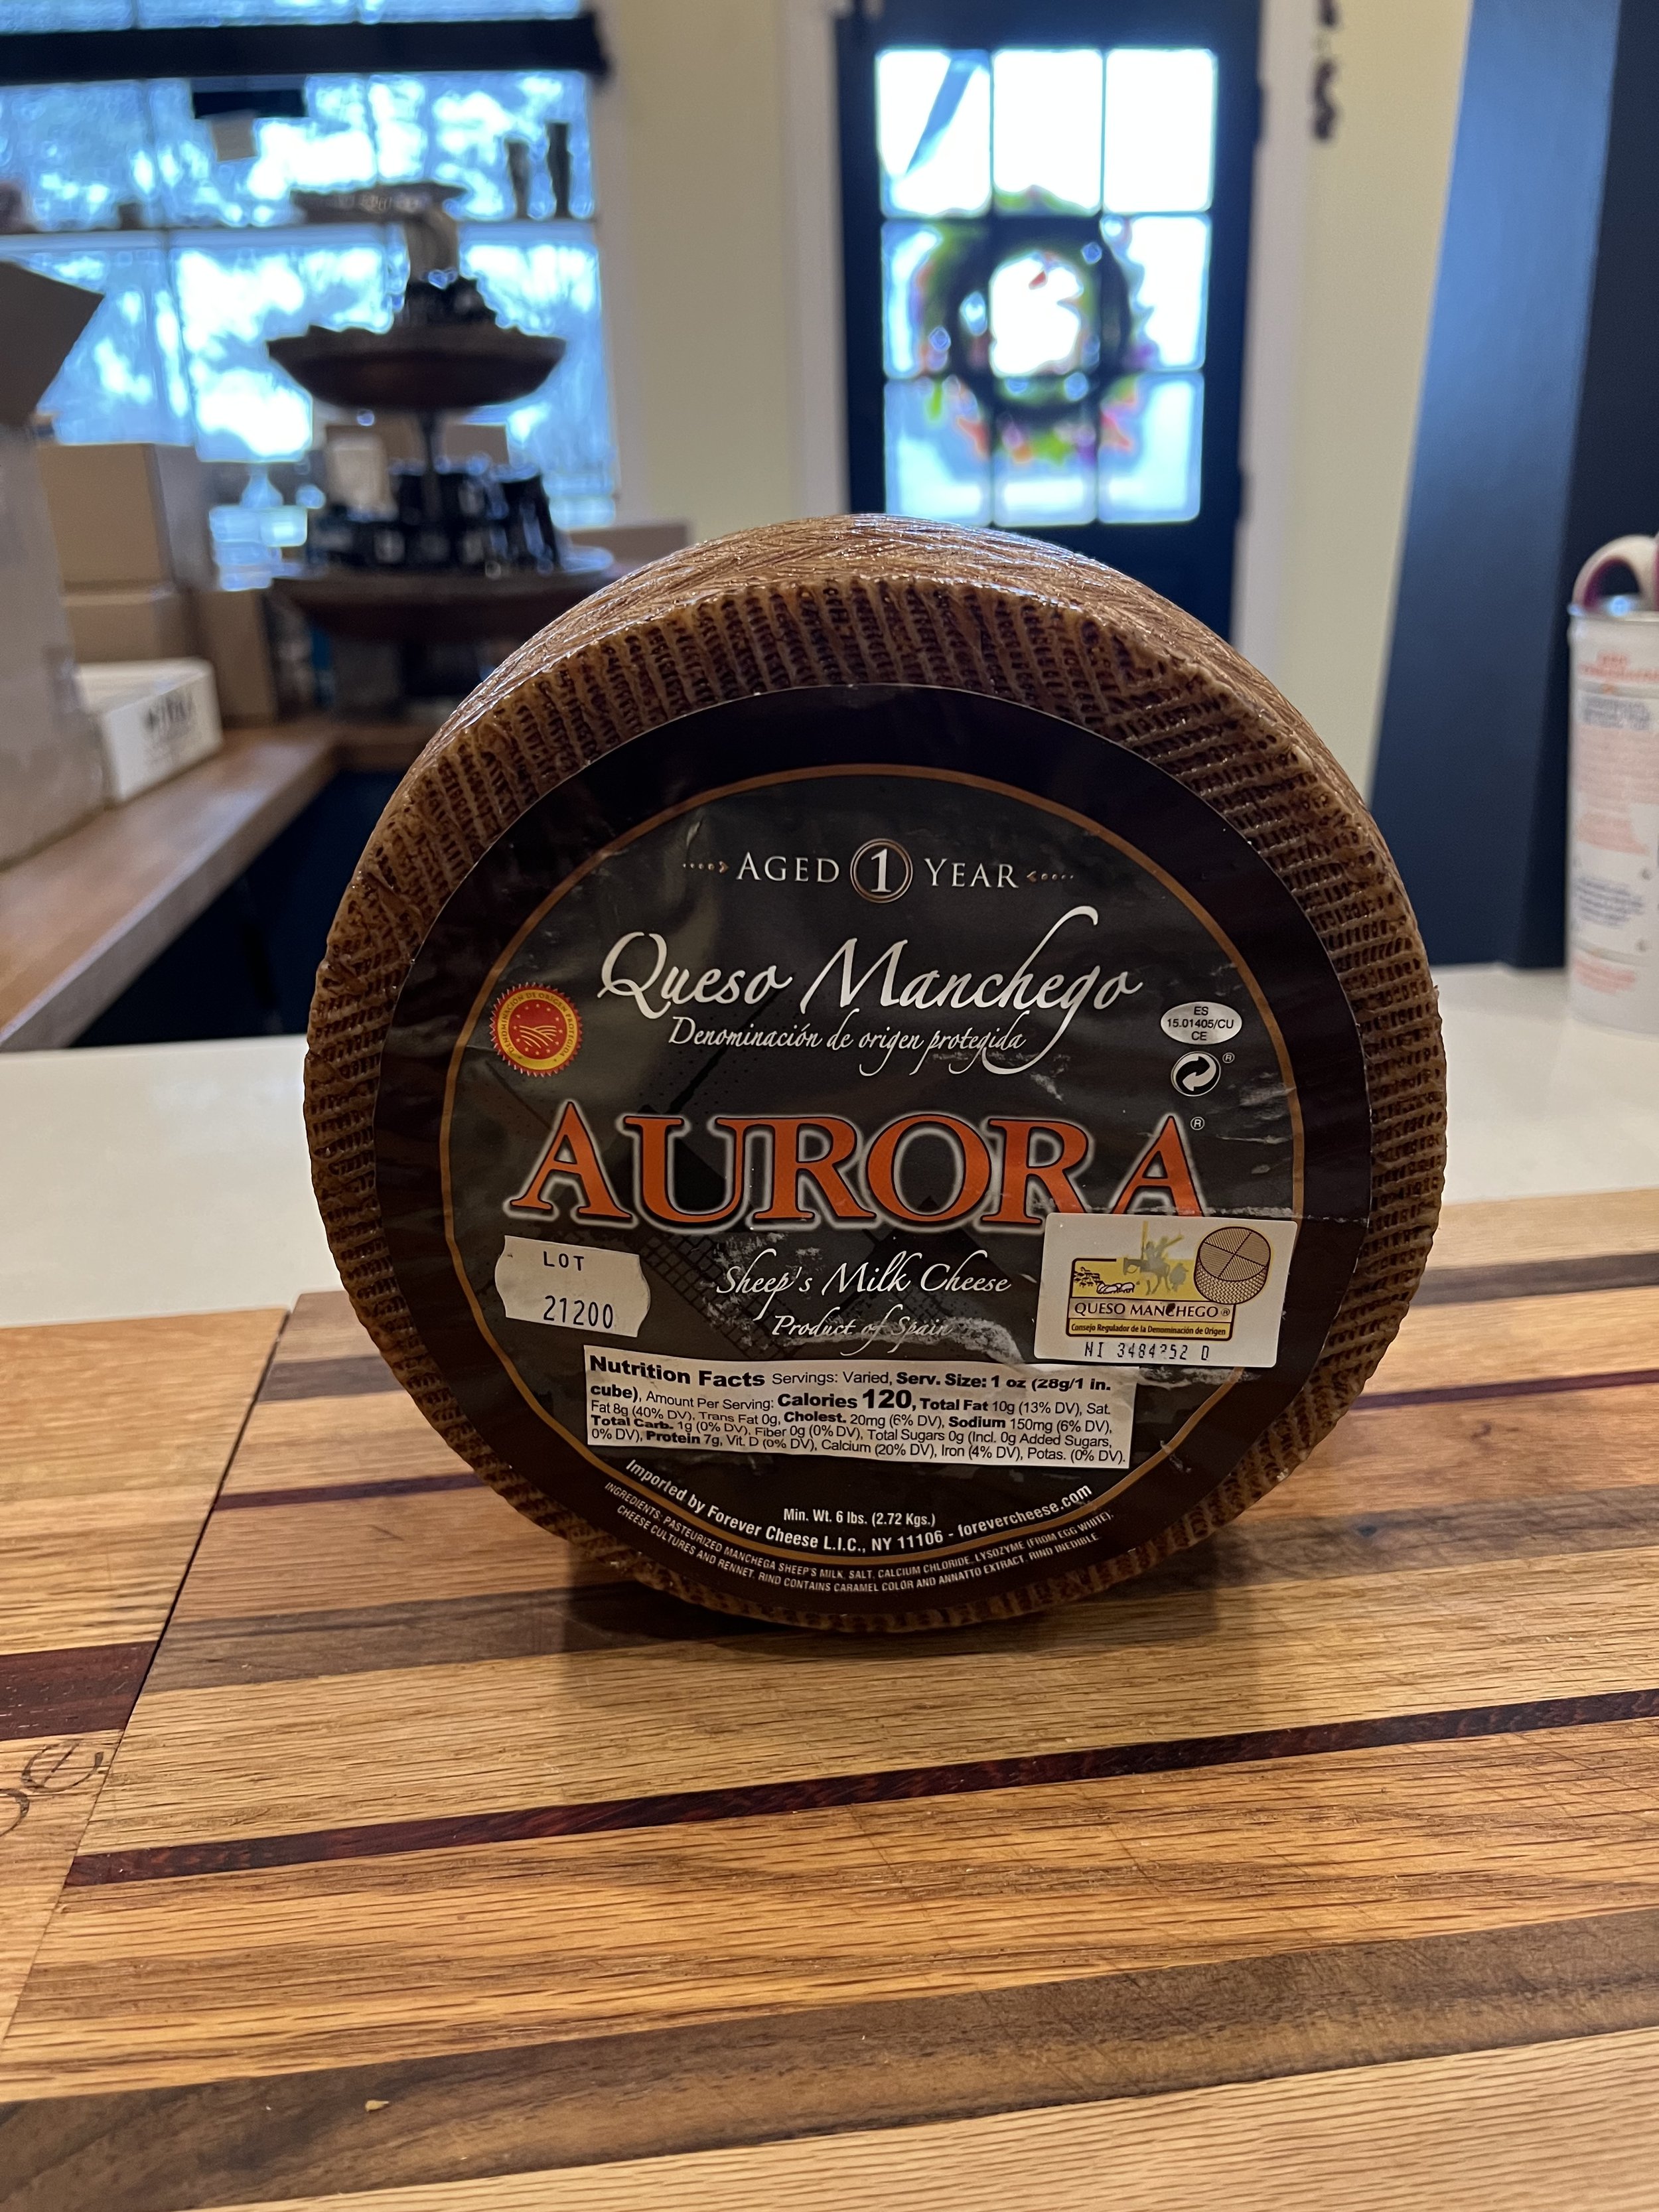 AGED 1 YEAR
Queso Manchego
Denominación de origen protegida
DENOMINACIÓN DE ORIGEN PROTEGIDA
ES
15.01405/CU
CE
®
AURORA®
LOT
21200
Sheep's Milk Cheese
Product of Spain
QUESO MANCHEGO®
Consejo Regulador de la Denominación de Origen
NI 3484252 D
Nutrition Facts Servings: Varied, Serv. Size: 1 oz (28g/1 in.
cube), Amount Per Serving: Calories 120, Total Fat 10g (13% DV), Sat.
Fat 8g (40% DV), Trans Fat 0g, Cholest. 20mg (6% DV), Sodium 150mg (6% DV),
Total Carb. 1g (0% DV), Fiber 0g (0% DV), Total Sugars 0g (Incl. 0g Added Sugars,
0% DV), Protein 7g, Vit. D (0% DV), Calcium (20% DV), Iron (4% DV), Potas. (0% DV).
Min. Wt. 6 lbs. (2.72 Kgs.)
Imported by Forever Cheese L.I.C., NY 11106 - forevercheese.com
INGREDIENTS: PASTEURIZED MANCHEGA SHEEP'S MILK, SALT, CALCIUM CHLORIDE, LYSOZYME (FROM EGG WHITE),
CHEESE CULTURES AND RENNET. RIND CONTAINS CARAMEL COLOR AND ANNATTO EXTRACT. RIND INEDIBLE.